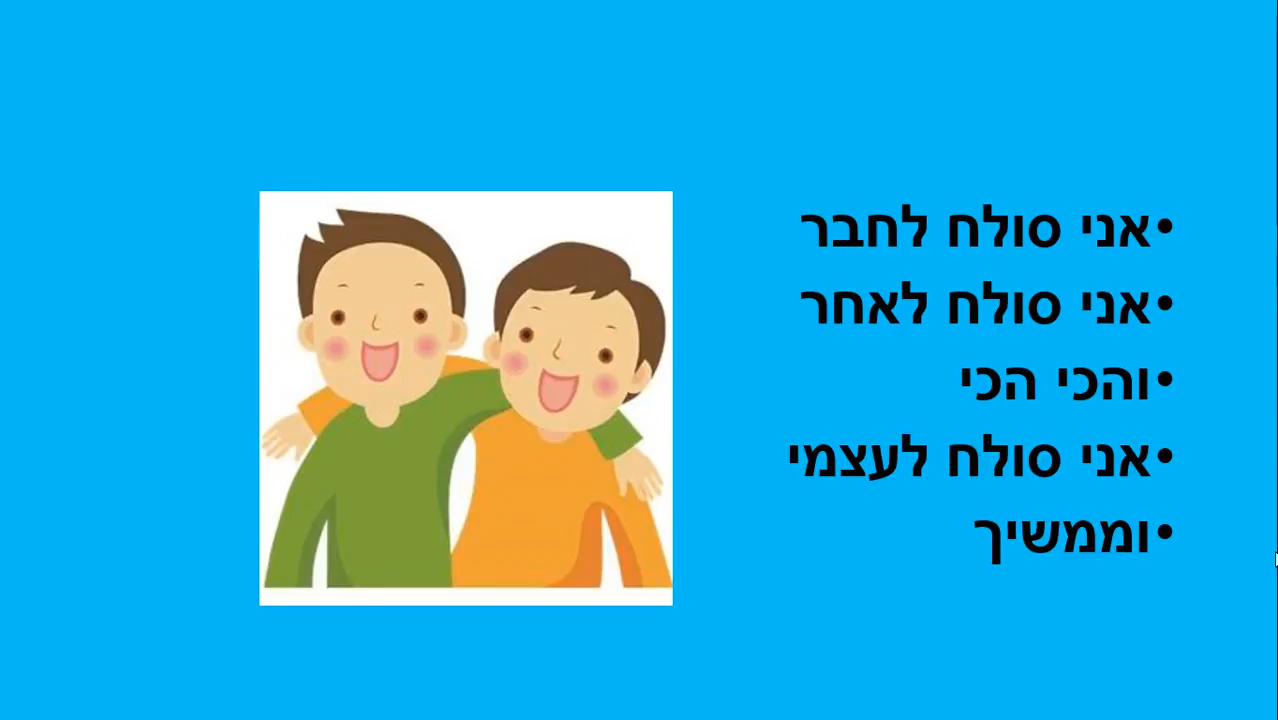 •אני סולח לחבר
•אני סולח לאחר
•והכי הכי
•אני סולח לעצמי
•וממשיך